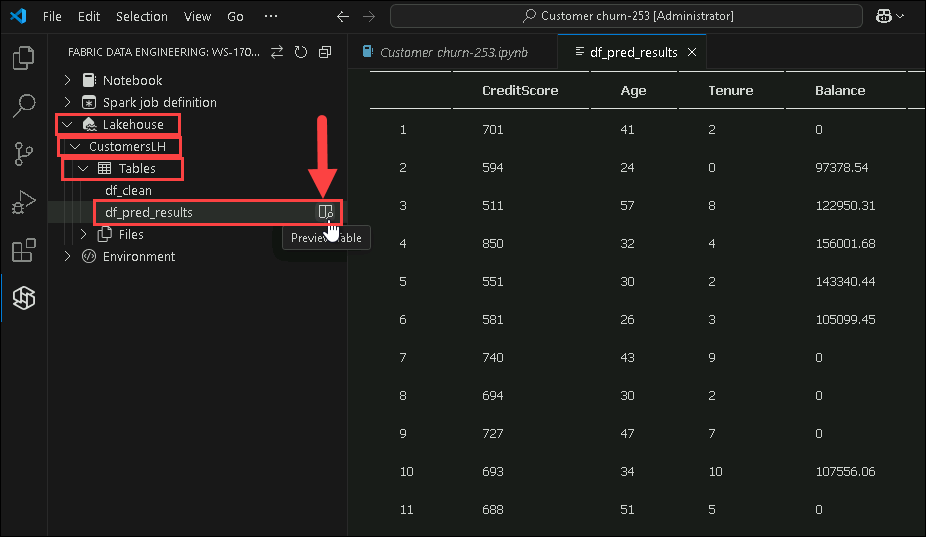 File Edit Selection View Go ··· Customer churn-253 [Administrator]
FABRIC DATA ENGINEERING: WS-170...
Notebook
Spark job definition
Lakehouse
CustomersLH
Tables
df_clean
df_pred_results
Preview Table
Files
Environment
Customer churn-253.ipynb df_pred_results
CreditScore Age Tenure Balance
1 701 41 2 0
2 594 24 0 97378.54
3 511 57 8 122950.31
4 850 32 4 156001.68
5 551 30 2 143340.44
6 581 26 3 105099.45
7 740 43 9 0
8 694 30 2 0
9 727 47 7 0
10 693 34 10 107556.06
11 688 51 5 0